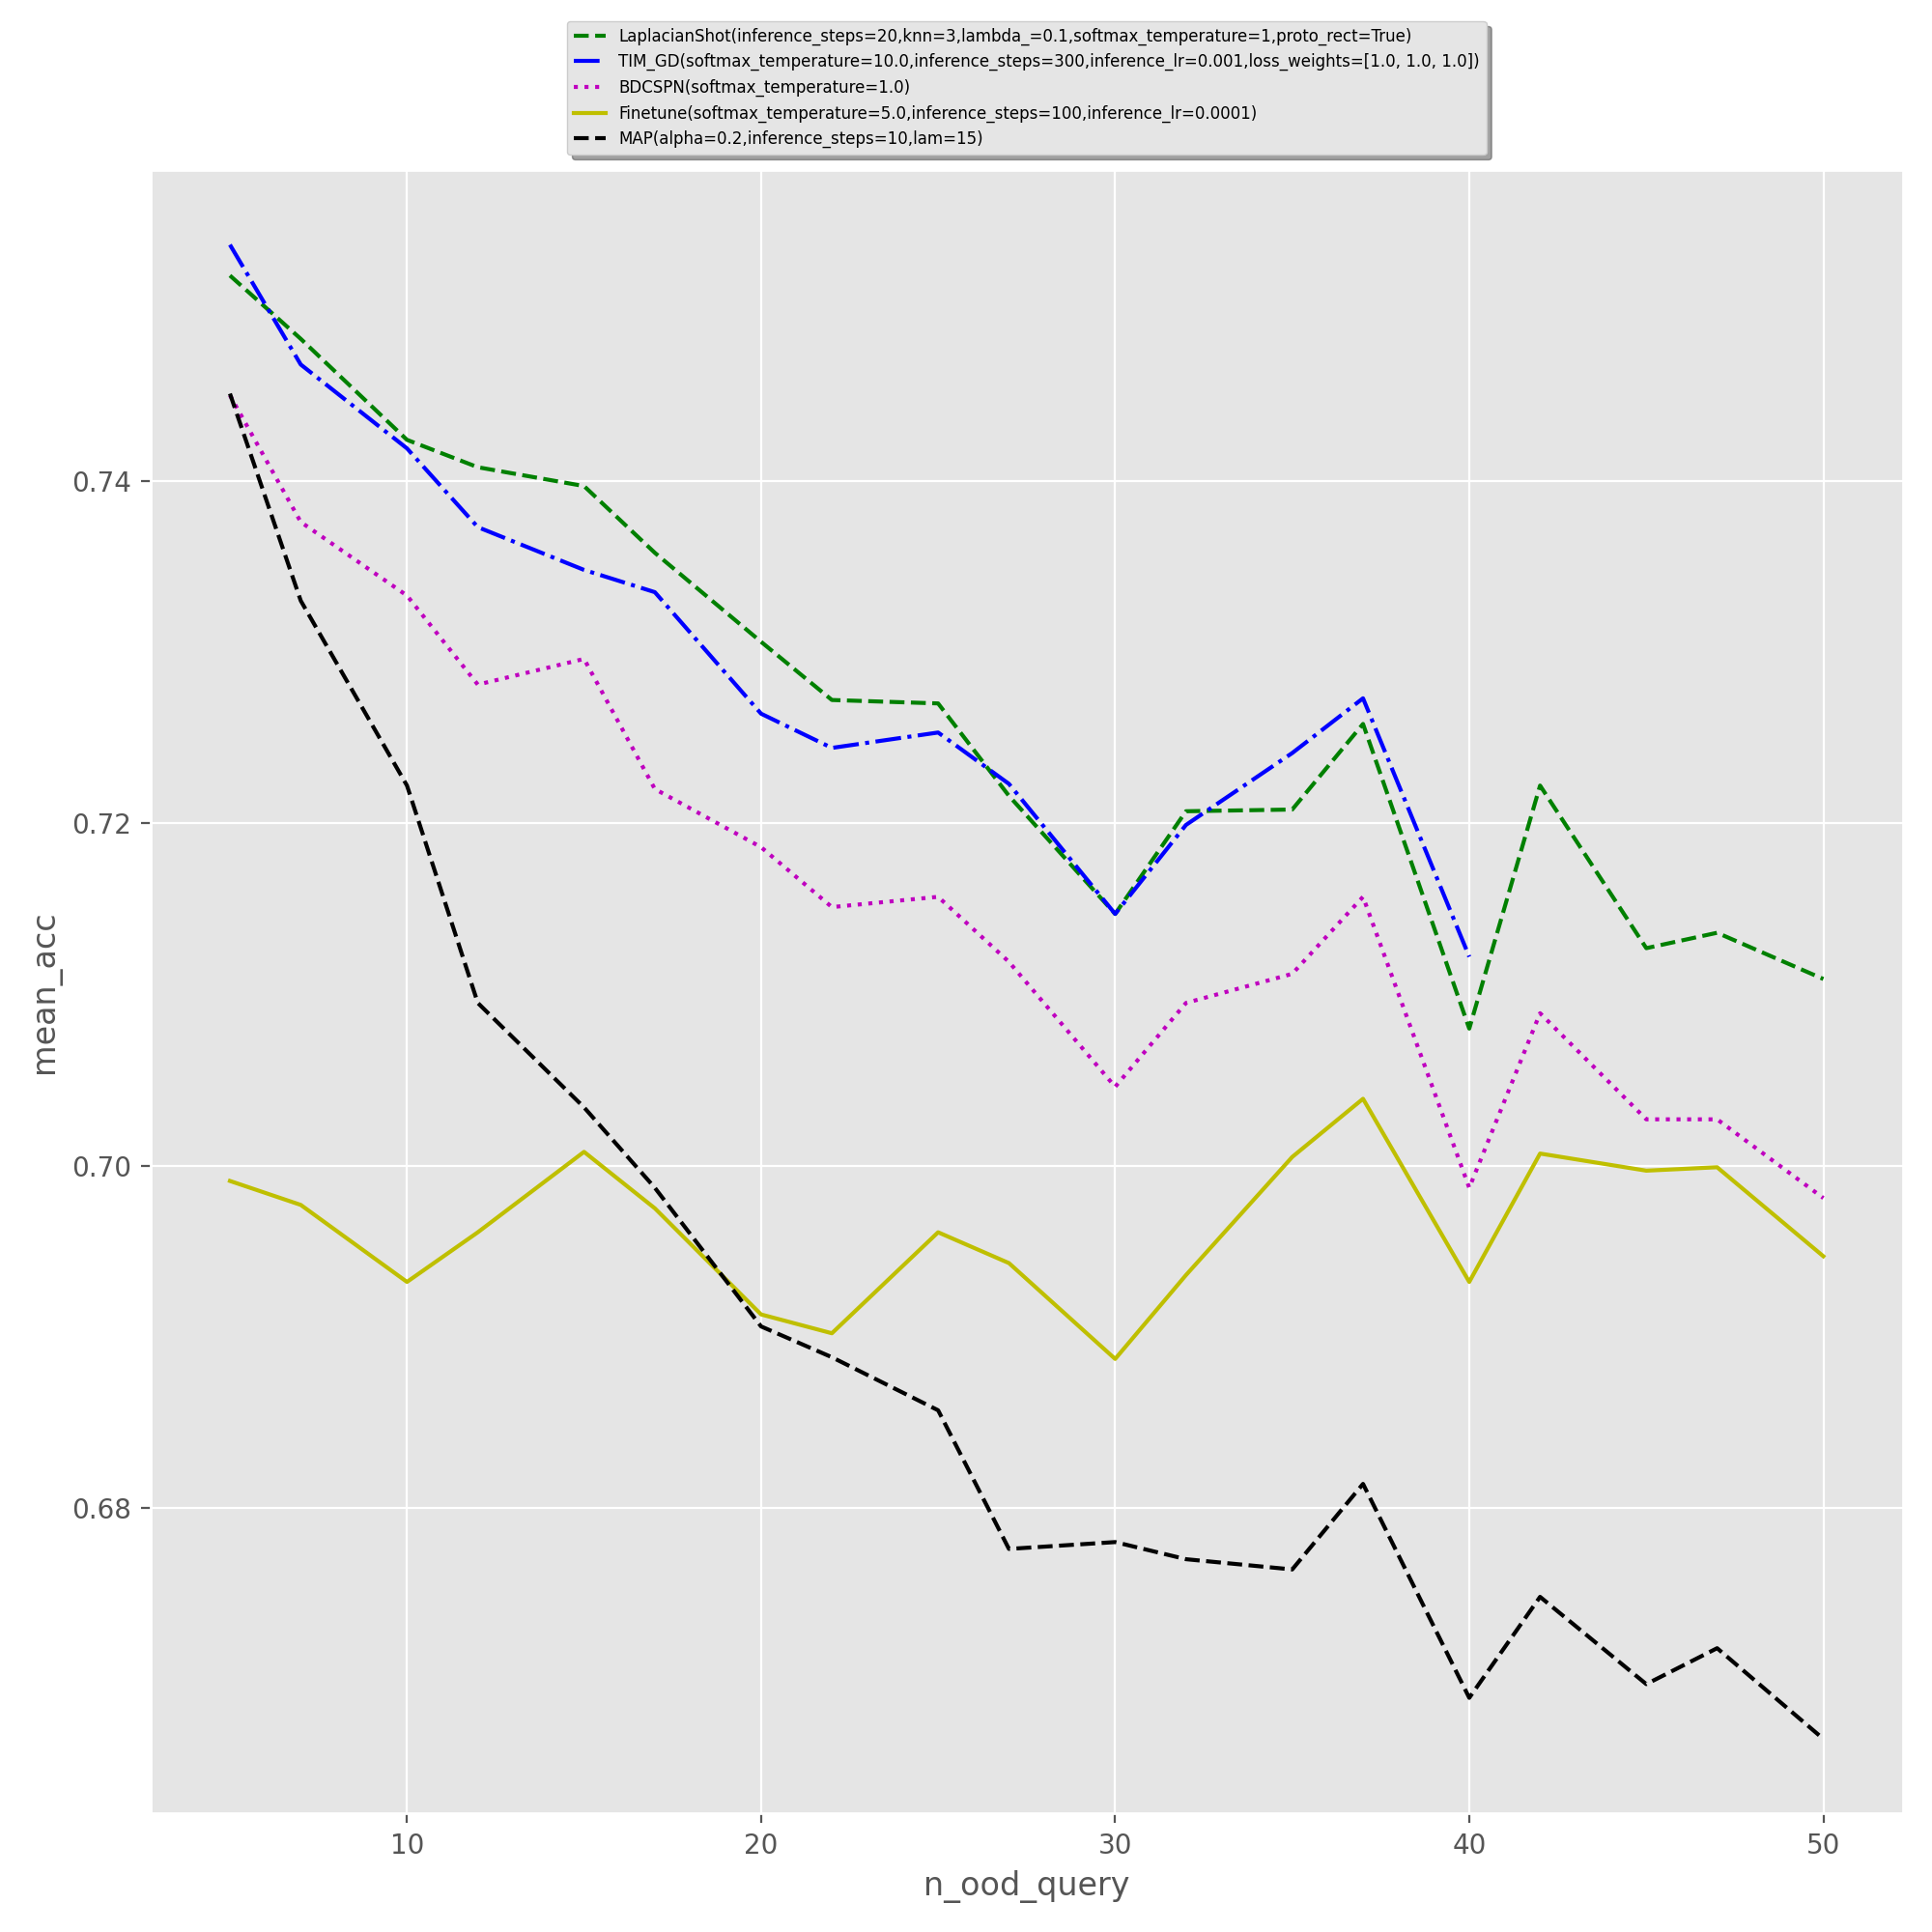 LaplacianShot(inference_steps=20,knn=3,lambda_=0.1,softmax_temperature=1,proto_rect=True)
TIM_GD(softmax_temperature=10.0,inference_steps=300,inference_lr=0.001,loss_weights=[1.0, 1.0, 1.0])
BDCSPN(softmax_temperature=1.0)
Finetune(softmax_temperature=5.0,inference_steps=100,inference_lr=0.0001)
MAP(alpha=0.2,inference_steps=10,lam=15)
0.74
0.72
0.70
0.68
mean_acc
10 20 30 40 50
n_ood_query